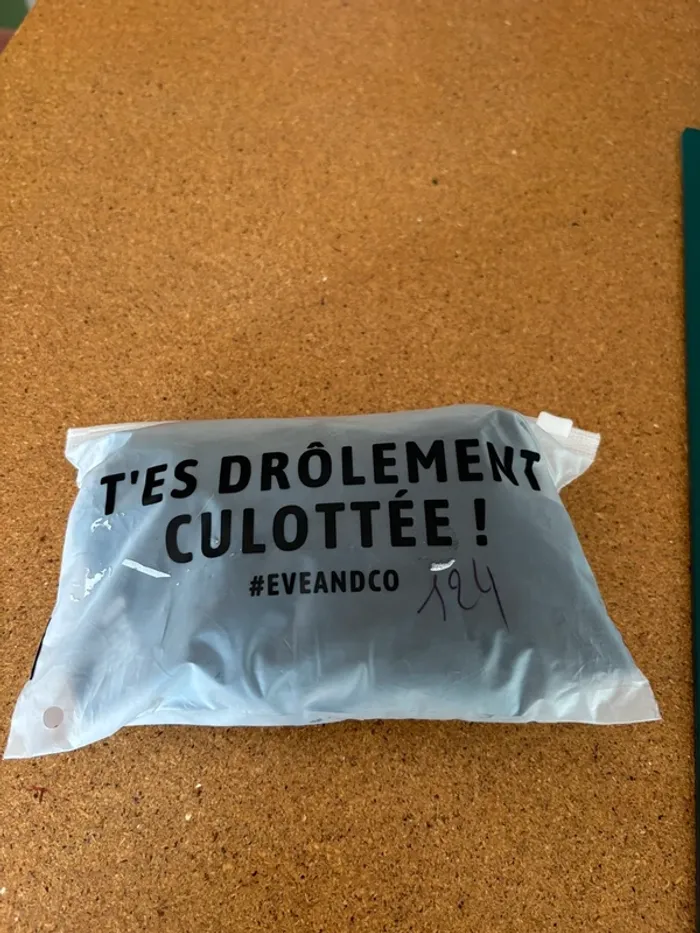 T'ES DRÔLEMENT
CULOTTÉE !
#EVEANDCO
124